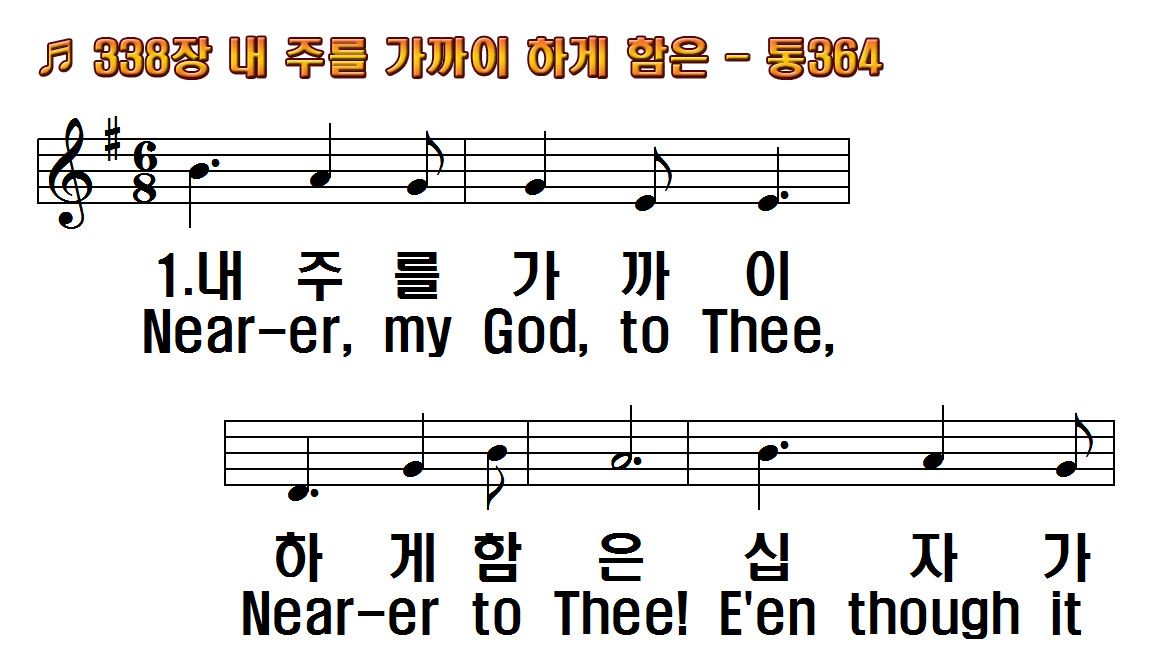 ♬ 338장 내 주를 가까이 하게 함은 - 통364
6
8
1.내 주 를 가 까 이
Near-er, my God, to Thee,
하 게 함 은 십 자 가
Near-er to Thee! E'en though it